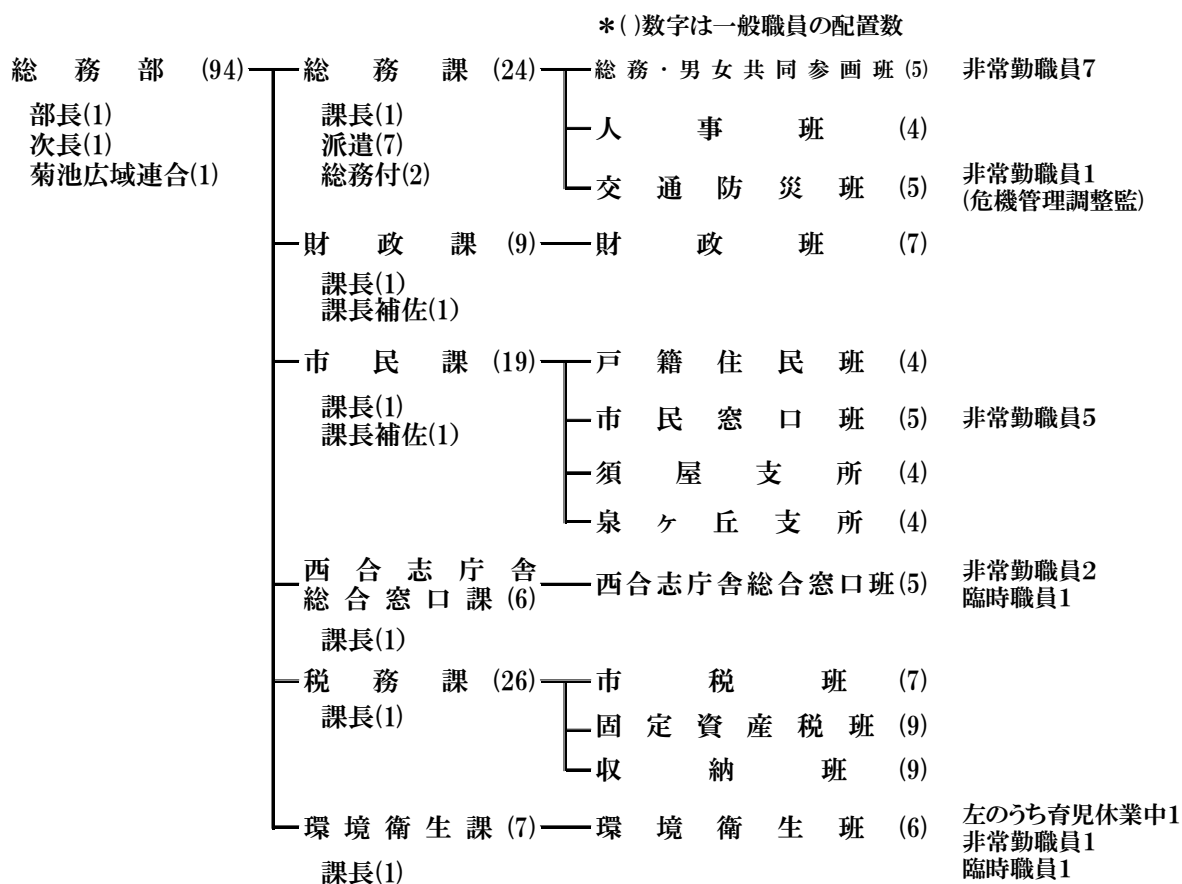 ＊( )数字は一般職員の配置数
総務部(94) 総務課(24) 総務・男女共同参画班(5) 非常勤職員7
部長(1) 課長(1)
次長(1) 派遣(7) 人事班(4)
菊池広域連合(1) 総務付(2) 交通防災班(5) 非常勤職員1
(危機管理調整監)
財政課(9) 財政班(7)
課長(1)
課長補佐(1)
市民課(19) 戸籍住民班(4)
課長(1) 市民窓口班(5) 非常勤職員5
課長補佐(1)
須屋支所(4)
泉ヶ丘支所(4)
西合志庁舎 非常勤職員2
総合窓口課(6) 西合志庁舎総合窓口班(5) 臨時職員1
課長(1)
税務課(26) 市税班(7)
課長(1) 固定資産税班(9)
収納班(9)
環境衛生課(7) 環境衛生班(6) 左のうち育児休業中1
非常勤職員1
課長(1) 臨時職員1